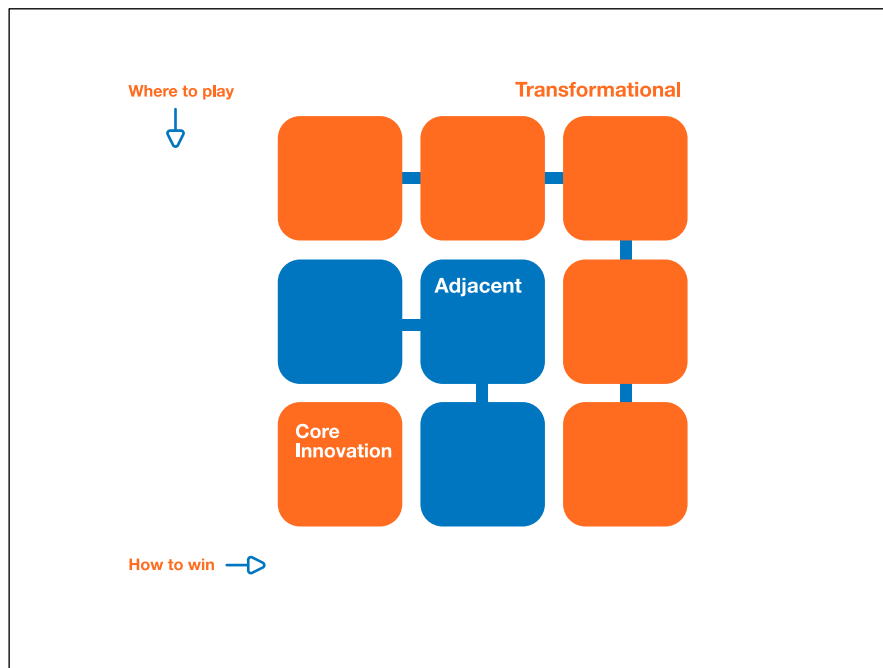 Where to play
Transformational
Adjacent
Core
Innovation
How to win